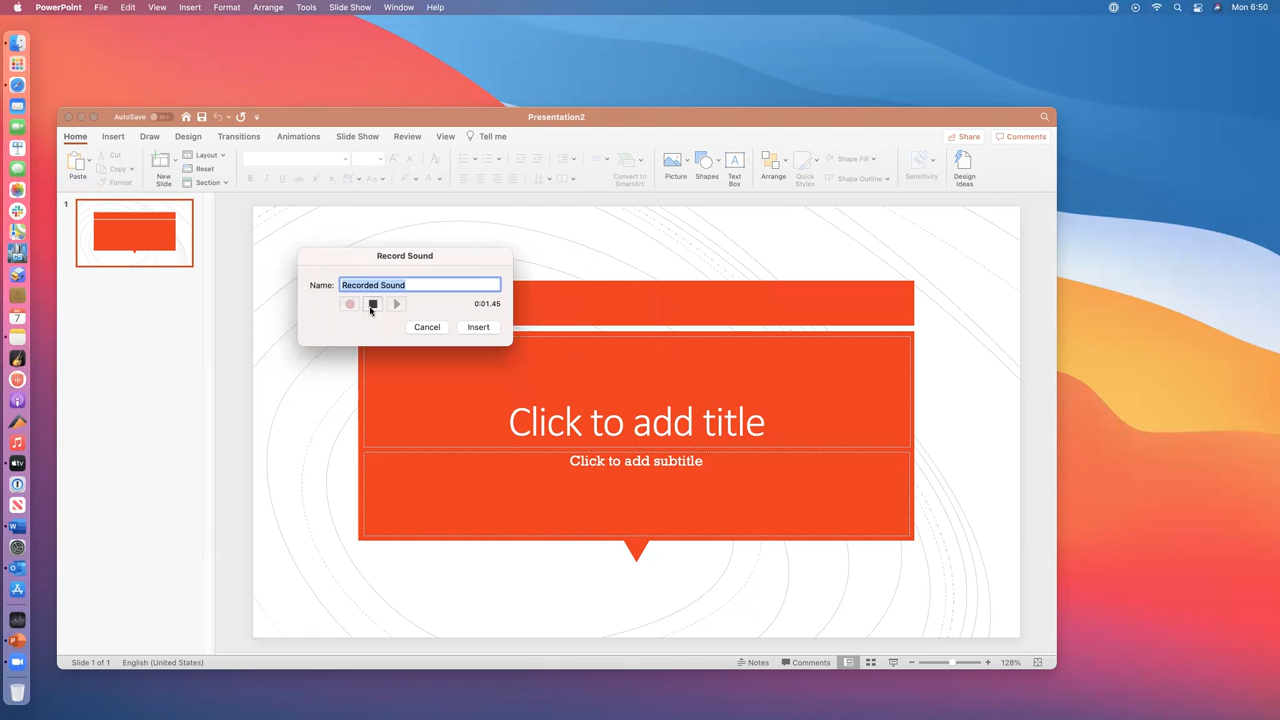 PowerPoint File Edit View Insert Format Arrange Tools Slide Show Window Help Mon 6:50
AutoSave Presentation2
Home Insert Draw Design Transitions Animations Slide Show Review View Tell me Share Comments
Paste Cut Copy Format New Slide Layout Reset Section Convert to SmartArt Picture Shapes Text Box Arrange Quick Styles Shape Fill Shape Outline Sensitivity Design Ideas
1
Record Sound
Name: Recorded Sound
0:01.45
Cancel Insert
Click to add title
Click to add subtitle
Slide 1 of 1 English (United States) Notes Comments 128%